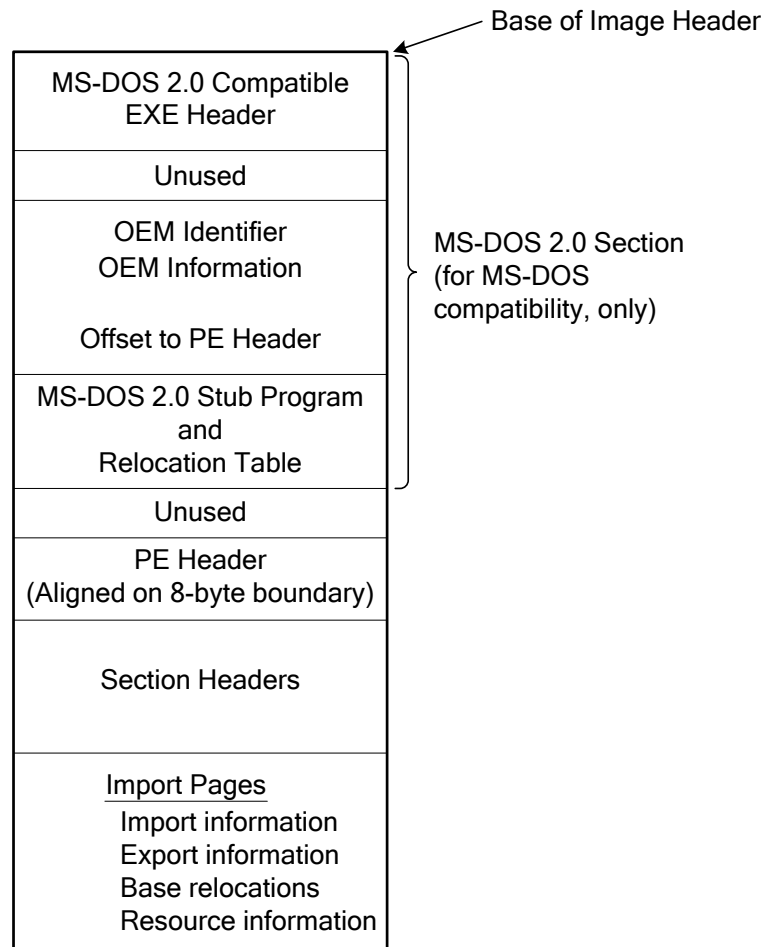 Base of Image Header
MS-DOS 2.0 Compatible
EXE Header
Unused
OEM Identifier
OEM Information
Offset to PE Header
MS-DOS 2.0 Section
(for MS-DOS
compatibility, only)
MS-DOS 2.0 Stub Program
and
Relocation Table
Unused
PE Header
(Aligned on 8-byte boundary)
Section Headers
Import Pages
Import information
Export information
Base relocations
Resource information